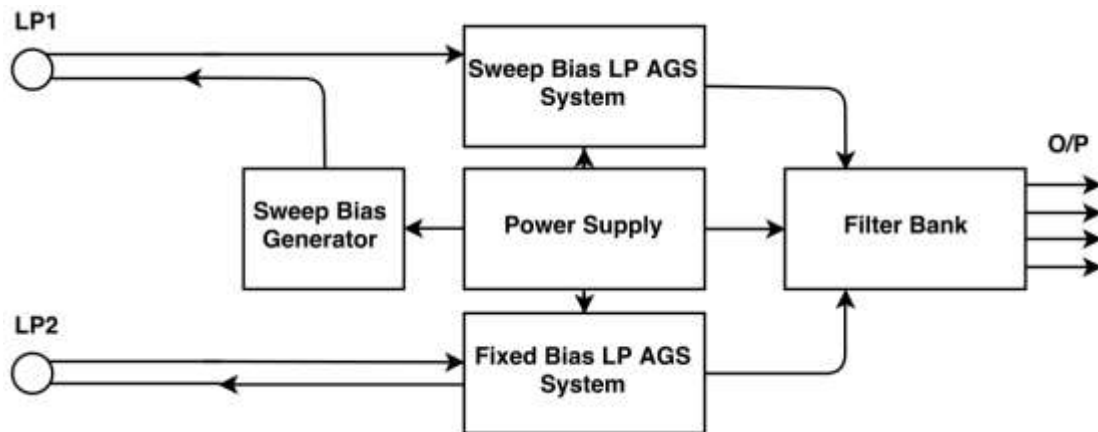 LP1
Sweep Bias LP AGS
System
O/P
Sweep Bias
Generator
Power Supply
Filter Bank
LP2
Fixed Bias LP AGS
System